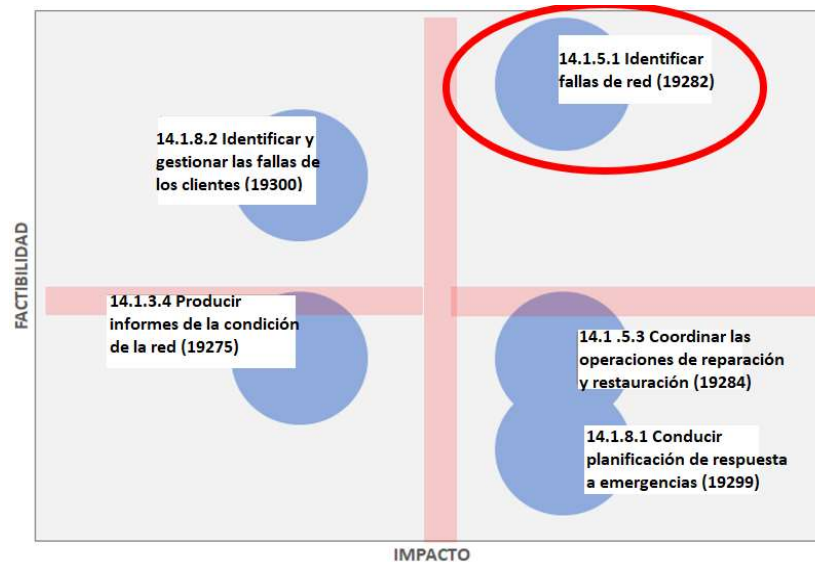 14.1.5.1 Identificar
fallas de red (19282)
14.1.8.2 Identificar y
gestionar las fallas de
los clientes (19300)
FACTIBILIDAD
14.1.3.4 Producir
informes de la condición
de la red (19275)
14.1 .5.3 Coordinar las
operaciones de reparación
y restauración (19284)
14.1.8.1 Conducir
planificación de respuesta
a emergencias (19299)
IMPACTO